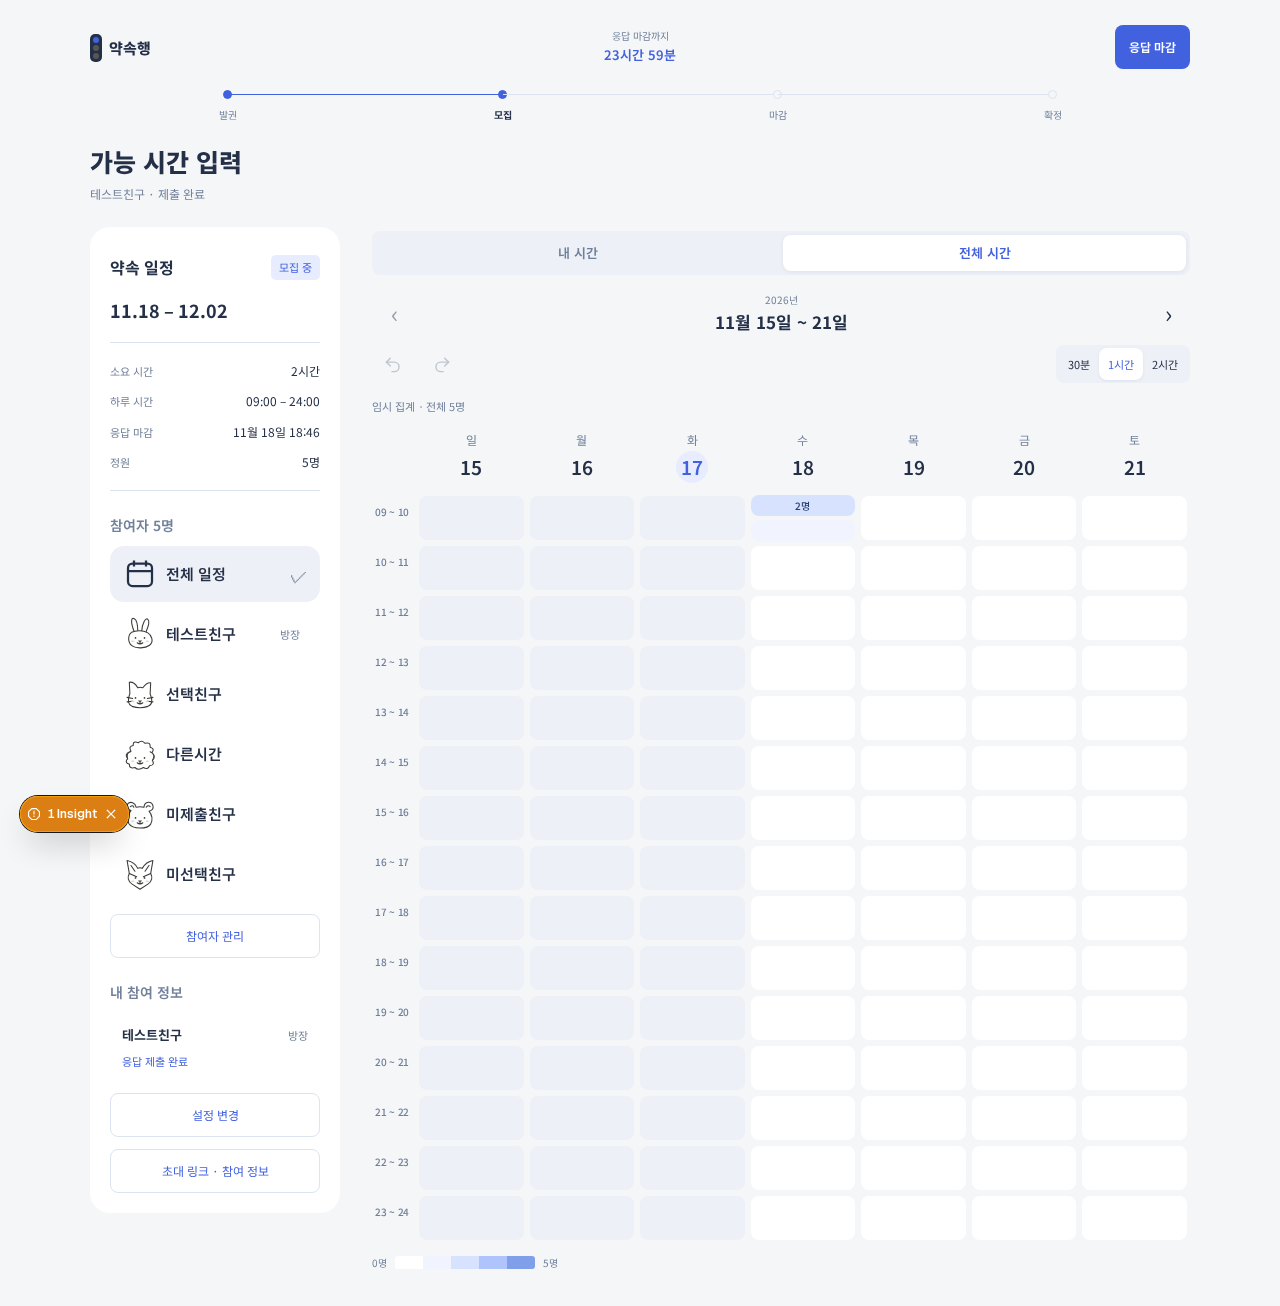 약속행
응답 마감까지
23시간 59분
응답 마감
발권
모집
마감
확정
가능 시간 입력
테스트친구 · 제출 완료
약속 일정
모집 중
11.18 – 12.02
소요 시간
2시간
하루 시간
09:00 – 24:00
응답 마감
11월 18일 18:46
정원
5명
참여자 5명
전체 일정
테스트친구
방장
선택친구
다른시간
1 Insight
미제출친구
미선택친구
참여자 관리
내 참여 정보
테스트친구
방장
응답 제출 완료
설정 변경
초대 링크 · 참여 정보
내 시간
전체 시간
2026년
11월 15일 ~ 21일
30분
1시간
2시간
임시 집계 · 전체 5명
일 월 화 수 목 금 토
15 16 17 18 19 20 21
09 ~ 10
2명
10 ~ 11
11 ~ 12
12 ~ 13
13 ~ 14
14 ~ 15
15 ~ 16
16 ~ 17
17 ~ 18
18 ~ 19
19 ~ 20
20 ~ 21
21 ~ 22
22 ~ 23
23 ~ 24
0명
5명